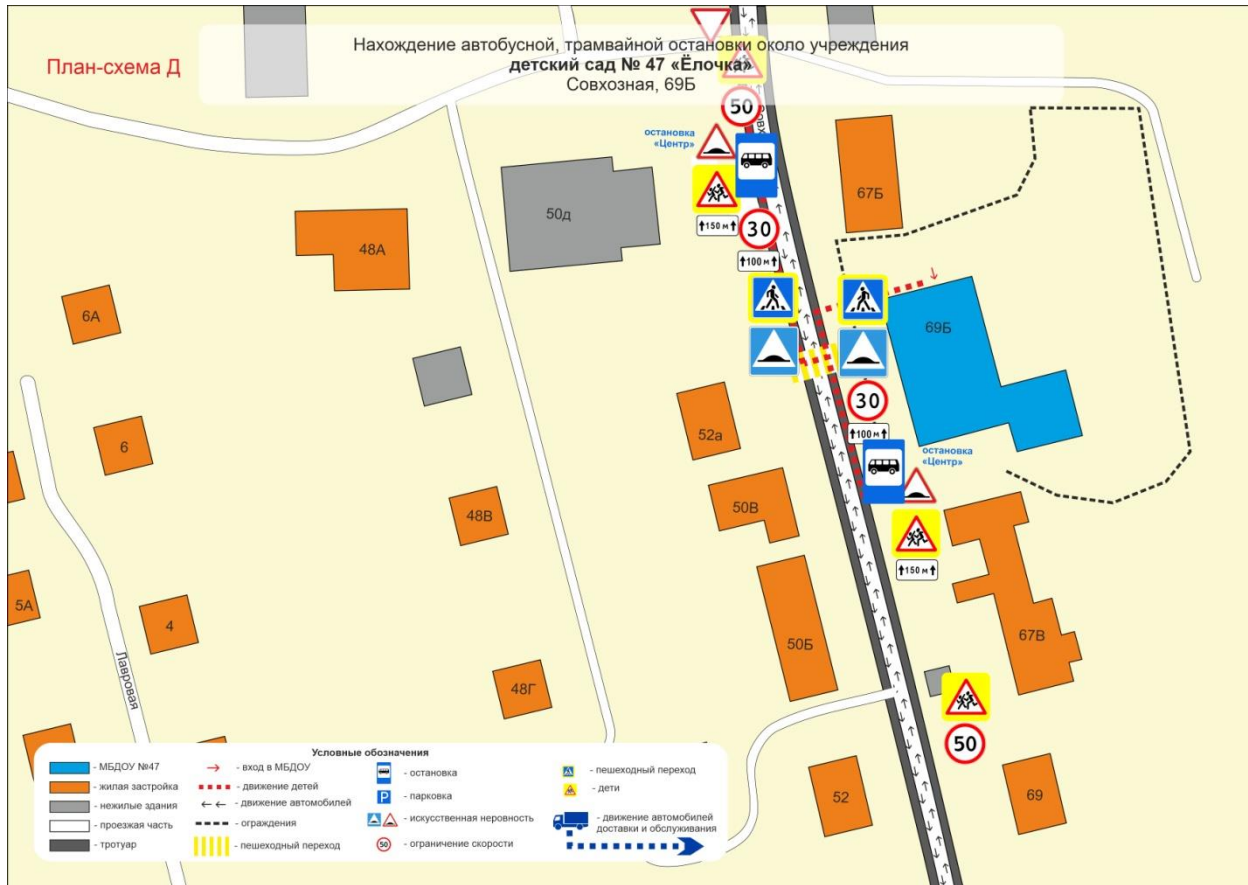 План-схема Д
Нахождение автобусной, трамвайной остановки около учреждения
детский сад № 47 «Ёлочка»
Совхозная, 69Б
50
остановка
«Центр»
150 м
30
100 м
67Б
50д
48А
6А
69Б
30
100 м
остановка
«Центр»
150 м
52а
6
50В
48В
5А
4
50Б
67В
Лавровая
48Г
50
52
69
Условные обозначения
- МБДОУ №47
- жилая застройка
- нежилые здания
- проезжая часть
- тротуар
- вход в МБДОУ
- движение детей
- движение автомобилей
- ограждения
- пешеходный переход
- остановка
P - парковка
- искусственная неровность
50 - ограничение скорости
- пешеходный переход
- дети
- движение автомобилей
доставки и обслуживания